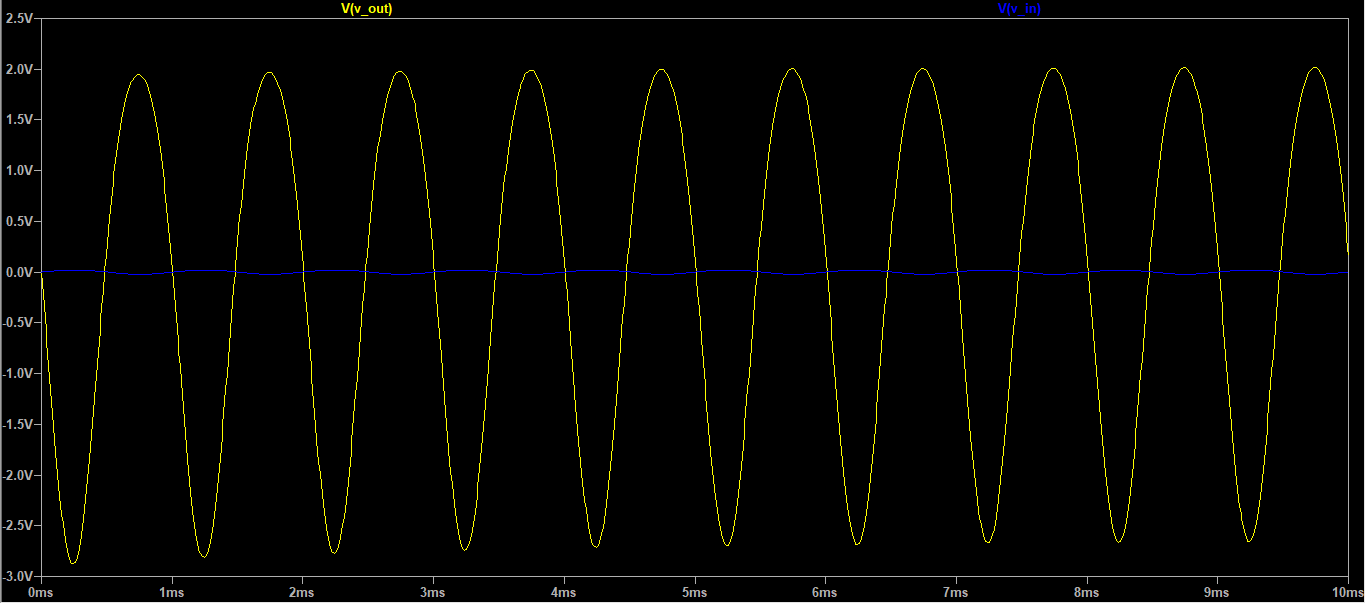 V(v_out) V(v_in)
2.5V
2.0V
1.5V
1.0V
0.5V
0.0V
-0.5V
-1.0V
-1.5V
-2.0V
-2.5V
-3.0V
0ms 1ms 2ms 3ms 4ms 5ms 6ms 7ms 8ms 9ms 10ms